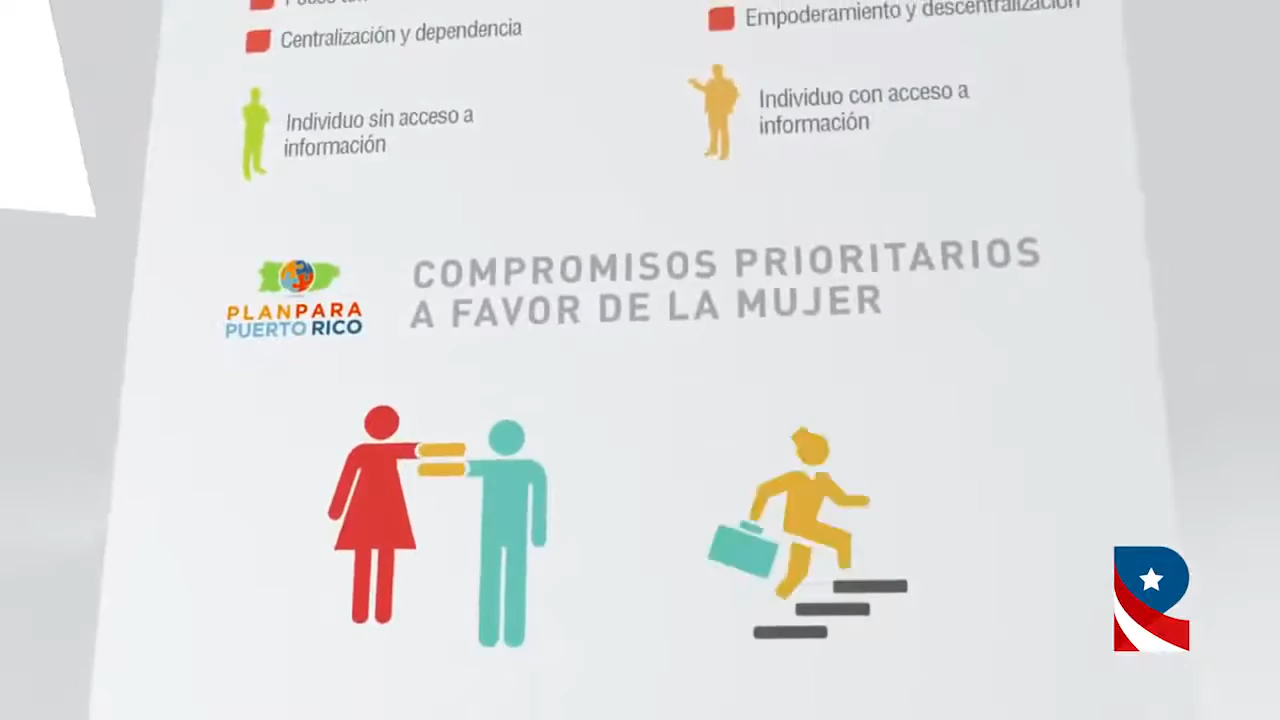 Centralización y dependencia
Empoderamiento y descentralización
Individuo sin acceso a
información
Individuo con acceso a
información
PLANPARA
PUERTO RICO
COMPROMISOS PRIORITARIOS
A FAVOR DE LA MUJER